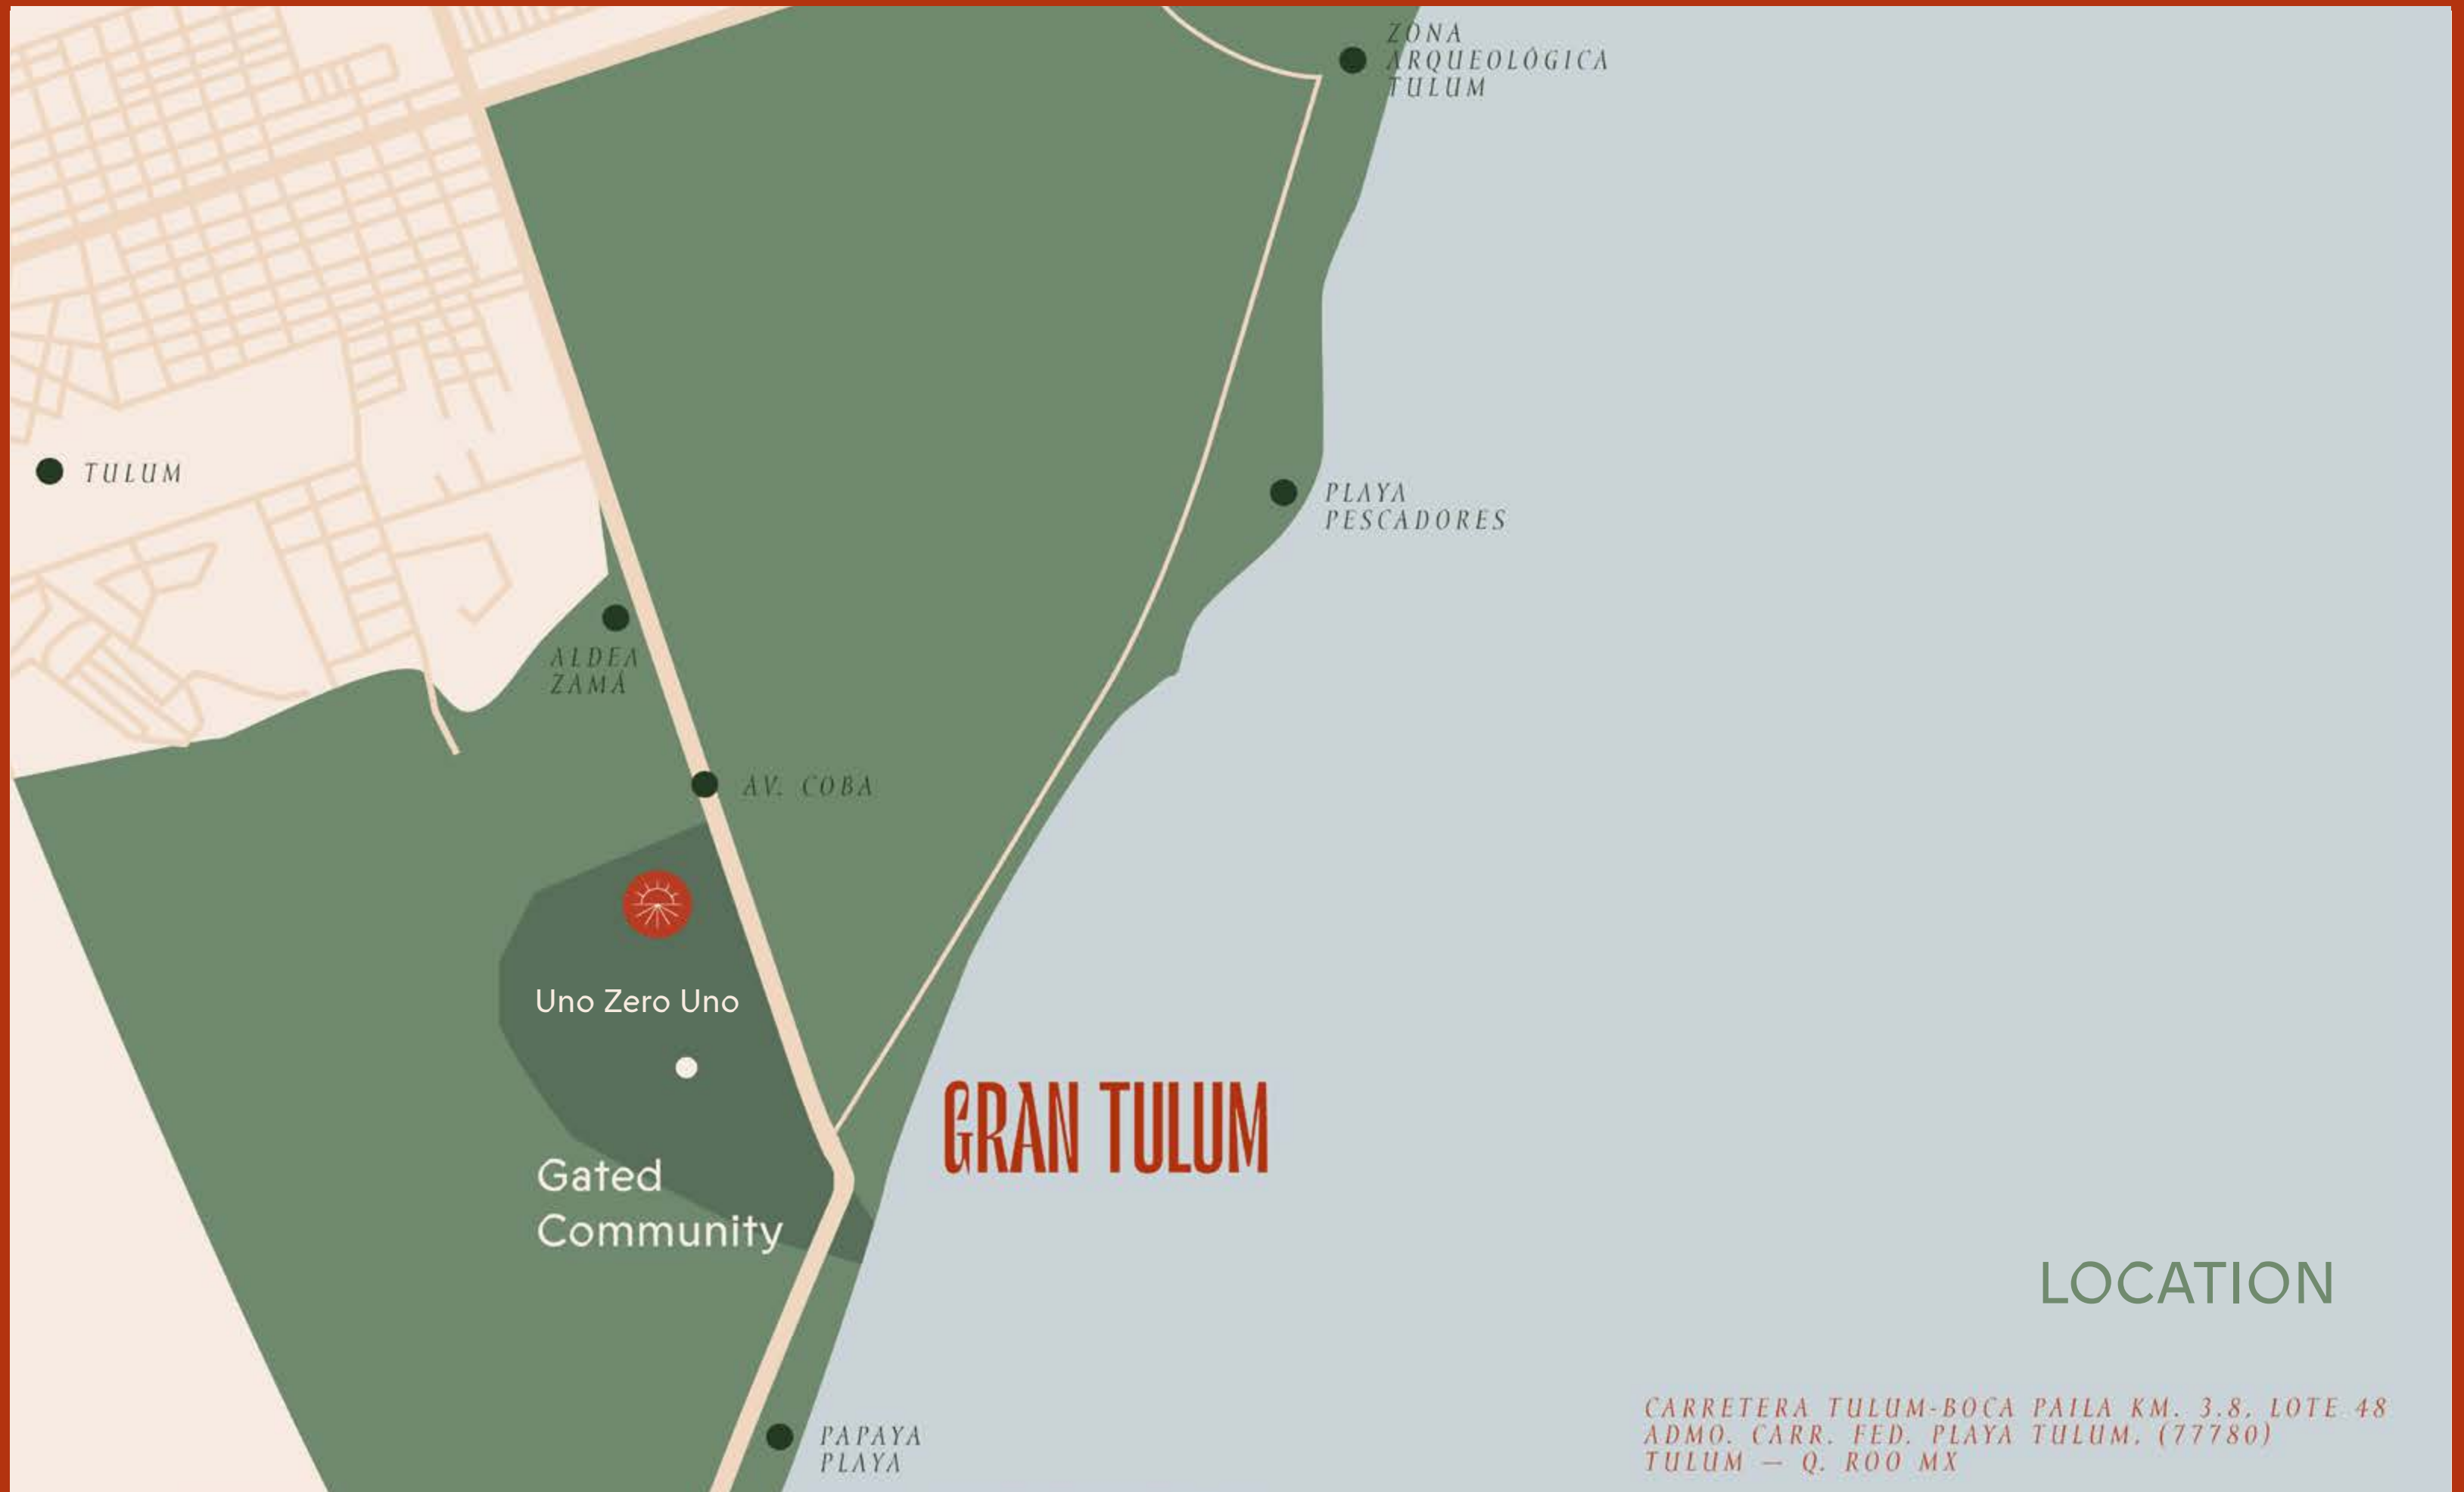 ZONA
ARQUEOLÓGICA
TULUM
TULUM
PLAYA
PESCADORES
ALDEA
ZAMÁ
AV. COBA
Uno Zero Uno
GRAN TULUM
Gated
Community
LOCATION
CARRETERA TULUM-BOCA PAILA KM. 3.8, LOTE 48
ADMO. CARR. FED. PLAYA TULUM, (77780)
TULUM — Q. ROO MX
PAPAYA
PLAYA